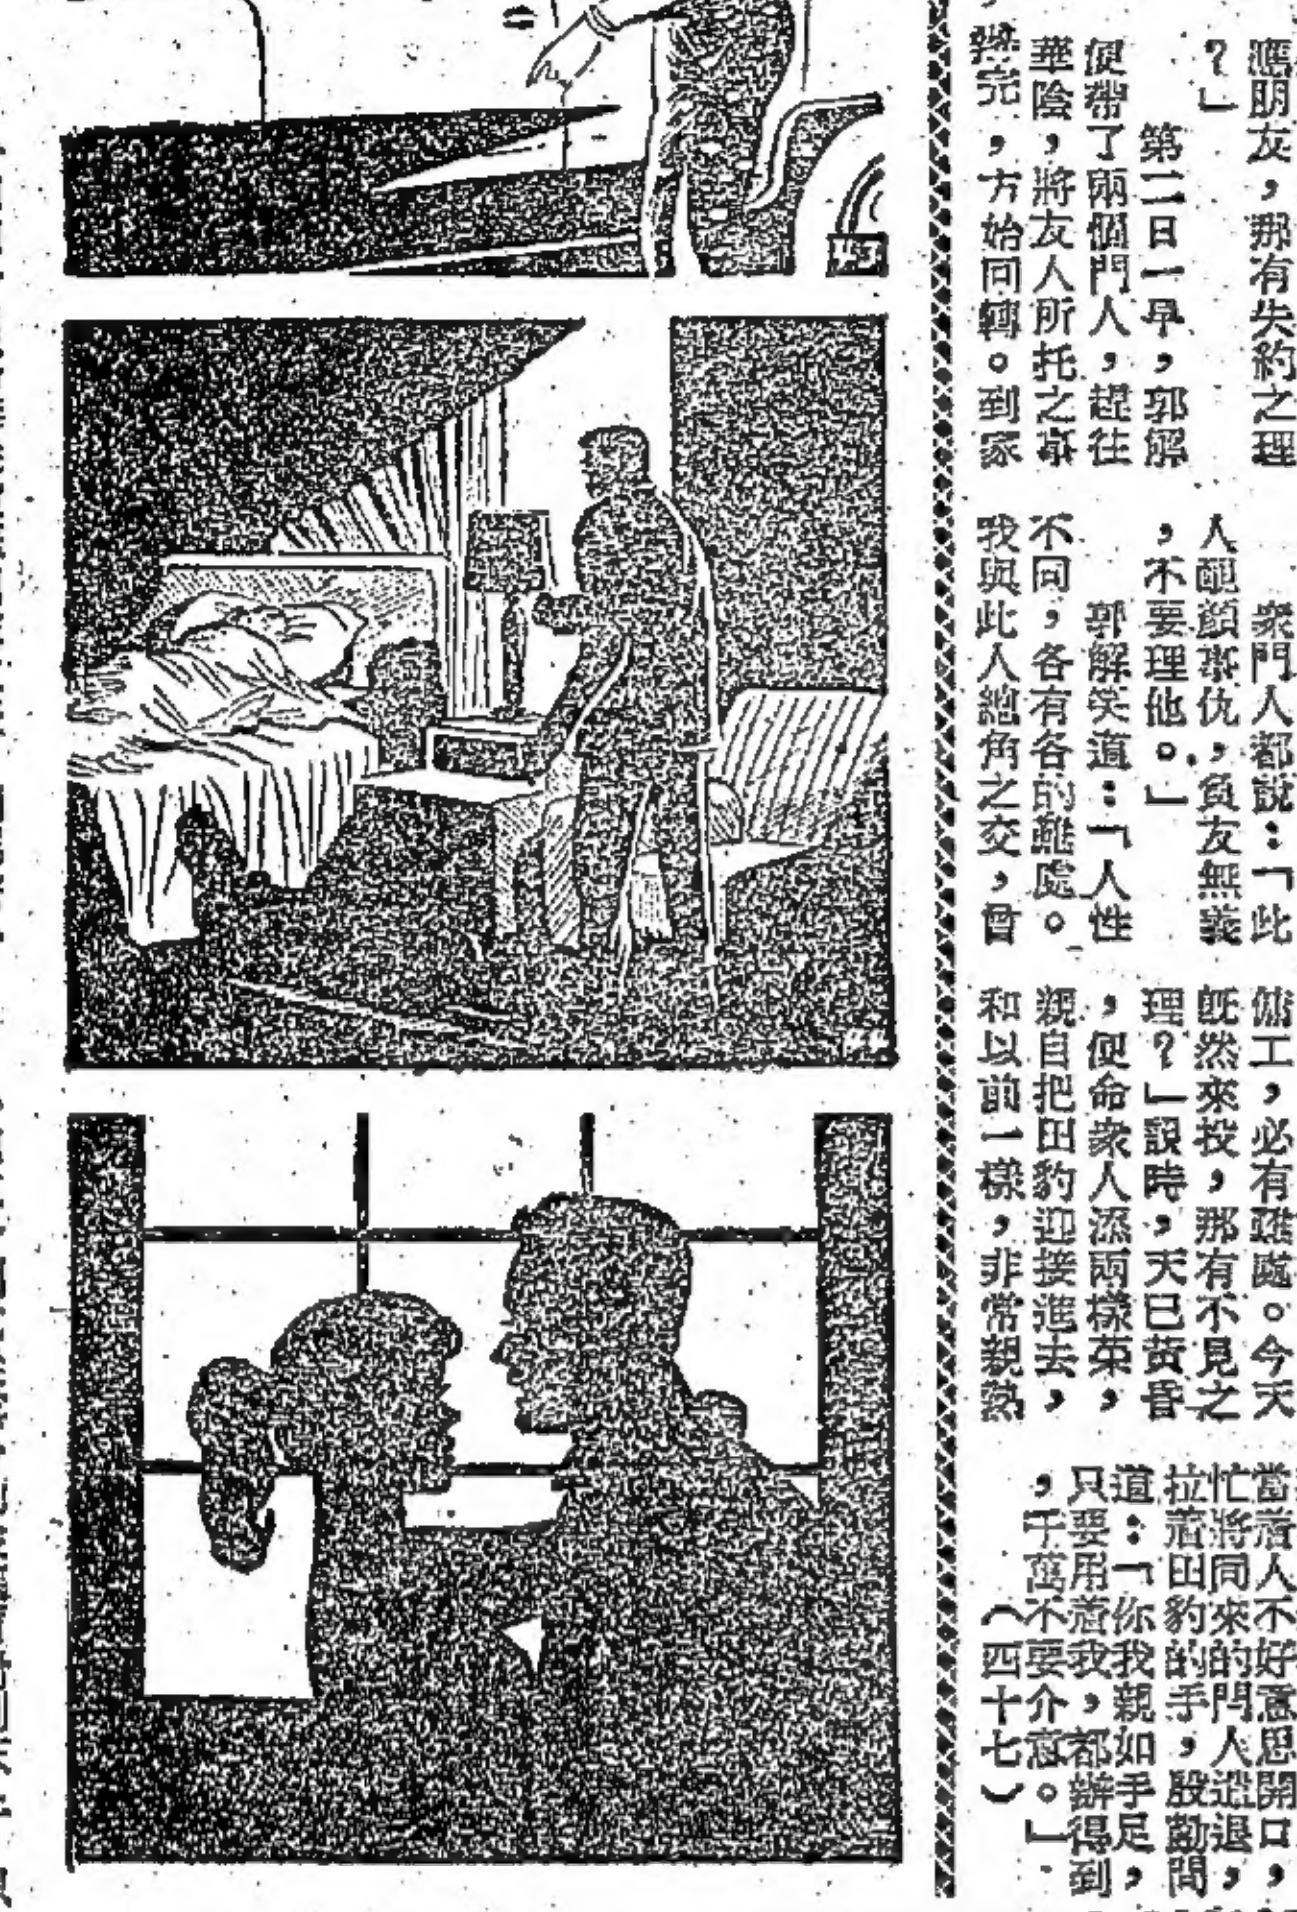 應朋友，那有失約之理
？」
第二日一早，郭解
便帶了兩個門人，趕往
華陰，將友人所托之事
辦完，方始回轉。到家
衆門人都說：「此
人靦顏事仇，負友無義
，不要理他。」
郭解笑道：「人性
不同，各有各的難處。
我與此人總角之交，曾
傭工，必有難處。今天
既然來投，那有不見之
理？」說時，天已黃昏
，便命衆人添兩樣菜，
親自把田豹迎接進去，
和以前一樣，非常親熱
當着人不好意思開口，
忙將同來的門人退，
拉着田豹的手，殷勤問
道：「你我親如手足，
只要用着我，都辦得到
，千萬不要介意。」
（四十七）